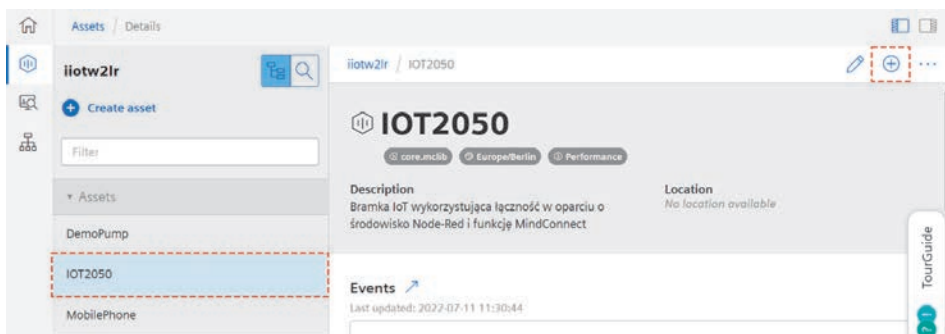 Assets / Details
iiotw2lr
Create asset
Filter
Assets
DemoPump
IOT2050
MobilePhone
iiotw2lr / IOT2050
IOT2050
core.mclib
Europe/Berlin
Performance
Description
Bramka IoT wykorzystująca łączność w oparciu o
środowisko Node-Red i funkcję MindConnect
Location
No location available
Events
Last updated: 2022-07-11 11:30:44
TourGuide